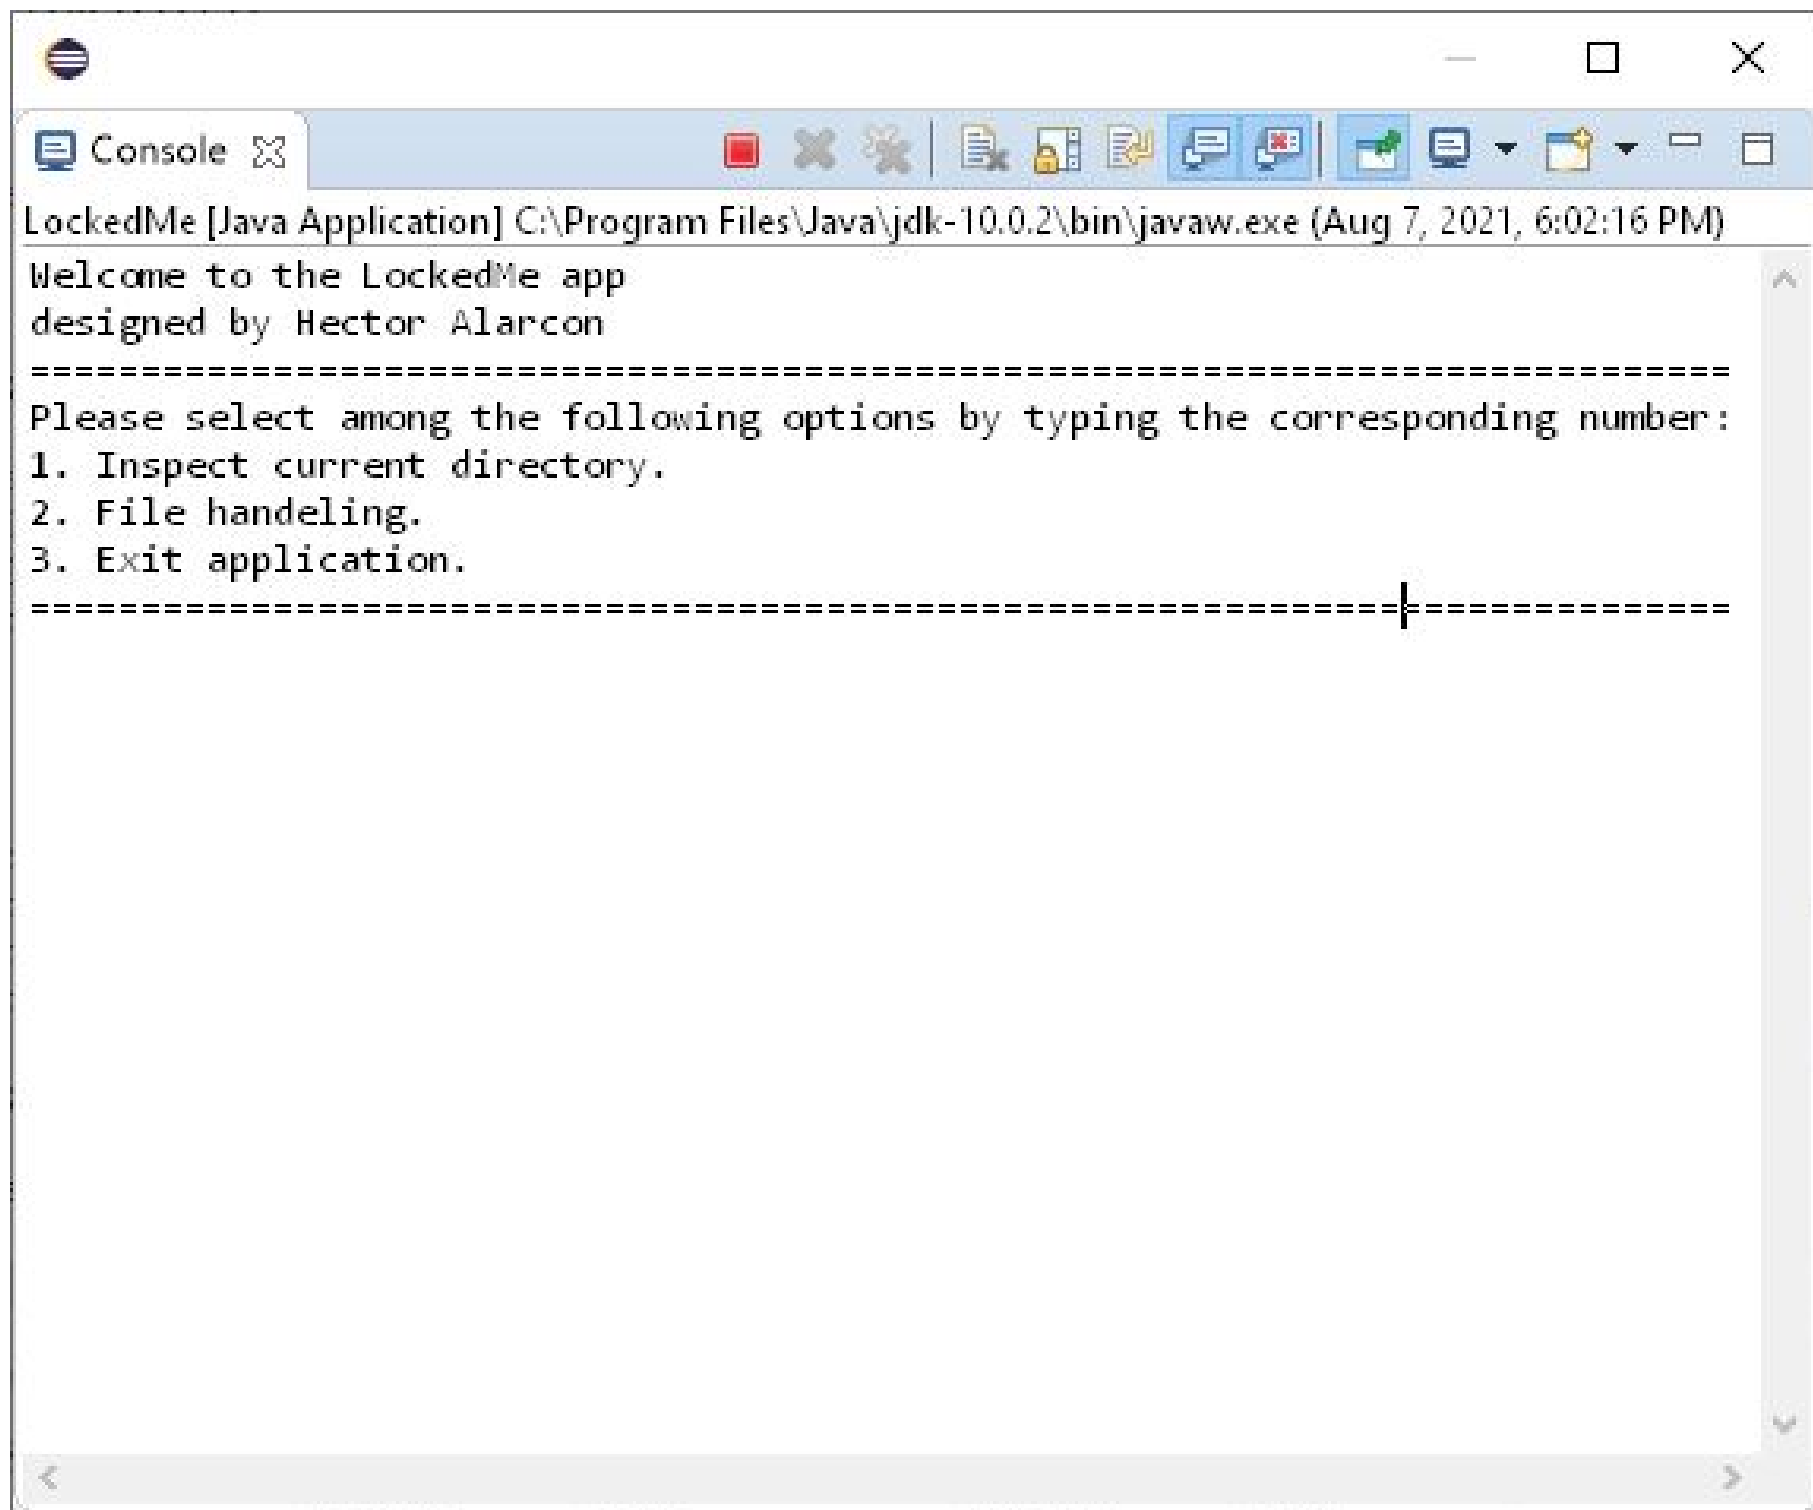 Console
LockedMe [Java Application] C:\Program Files\Java\jdk-10.0.2\bin\javaw.exe (Aug 7, 2021, 6:02:16 PM)
Welcome to the LockedMe app
designed by Hector Alarcon
=============================================================================
Please select among the following options by typing the corresponding number:
1. Inspect current directory.
2. File handeling.
3. Exit application.
=============================================================================